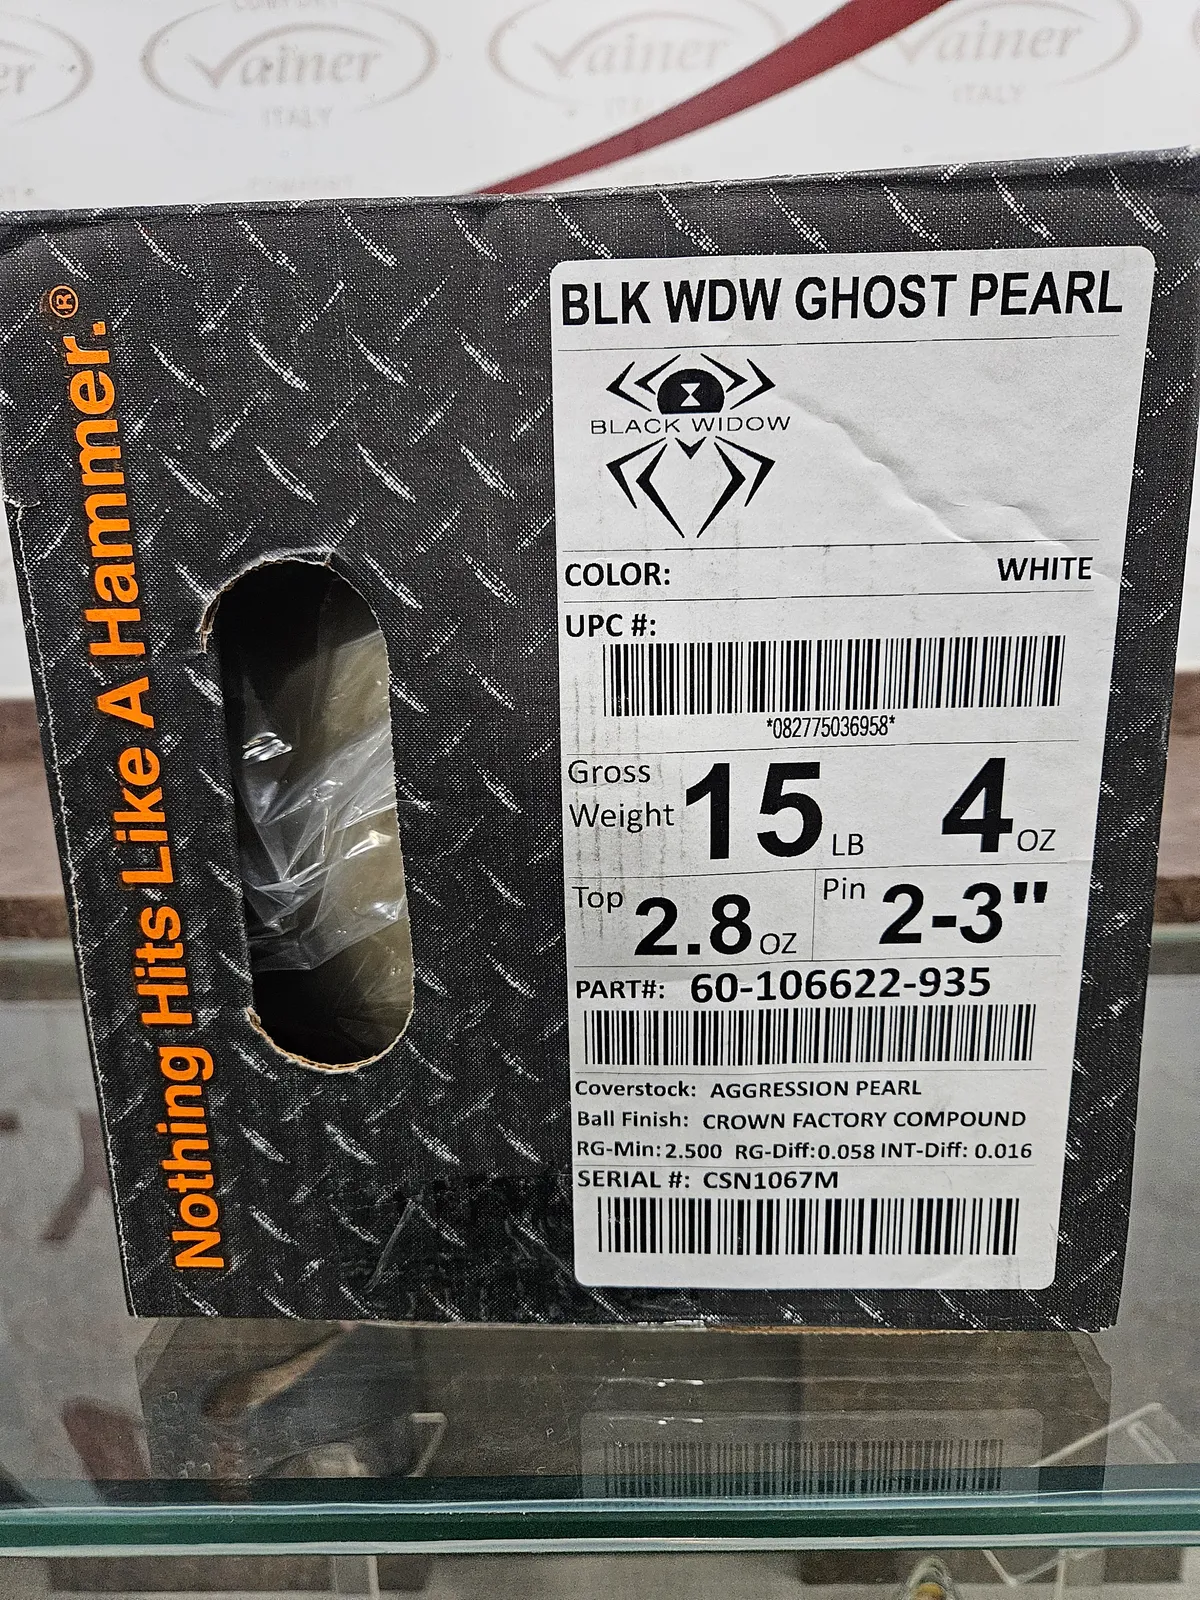 COMFORT
Vainer
ITALY
Vainer
ITALY
Vainer
ITALY
Nothing Hits Like A Hammer.®
BLK WDW GHOST PEARL
BLACK WIDOW
COLOR: WHITE
UPC #:
*082775036958*
Gross Weight 15 LB 4 OZ
Top 2.8 OZ Pin 2-3"
PART#: 60-106622-935
Coverstock: AGGRESSION PEARL
Ball Finish: CROWN FACTORY COMPOUND
RG-Min: 2.500 RG-Diff: 0.058 INT-Diff: 0.016
SERIAL #: CSN1067M